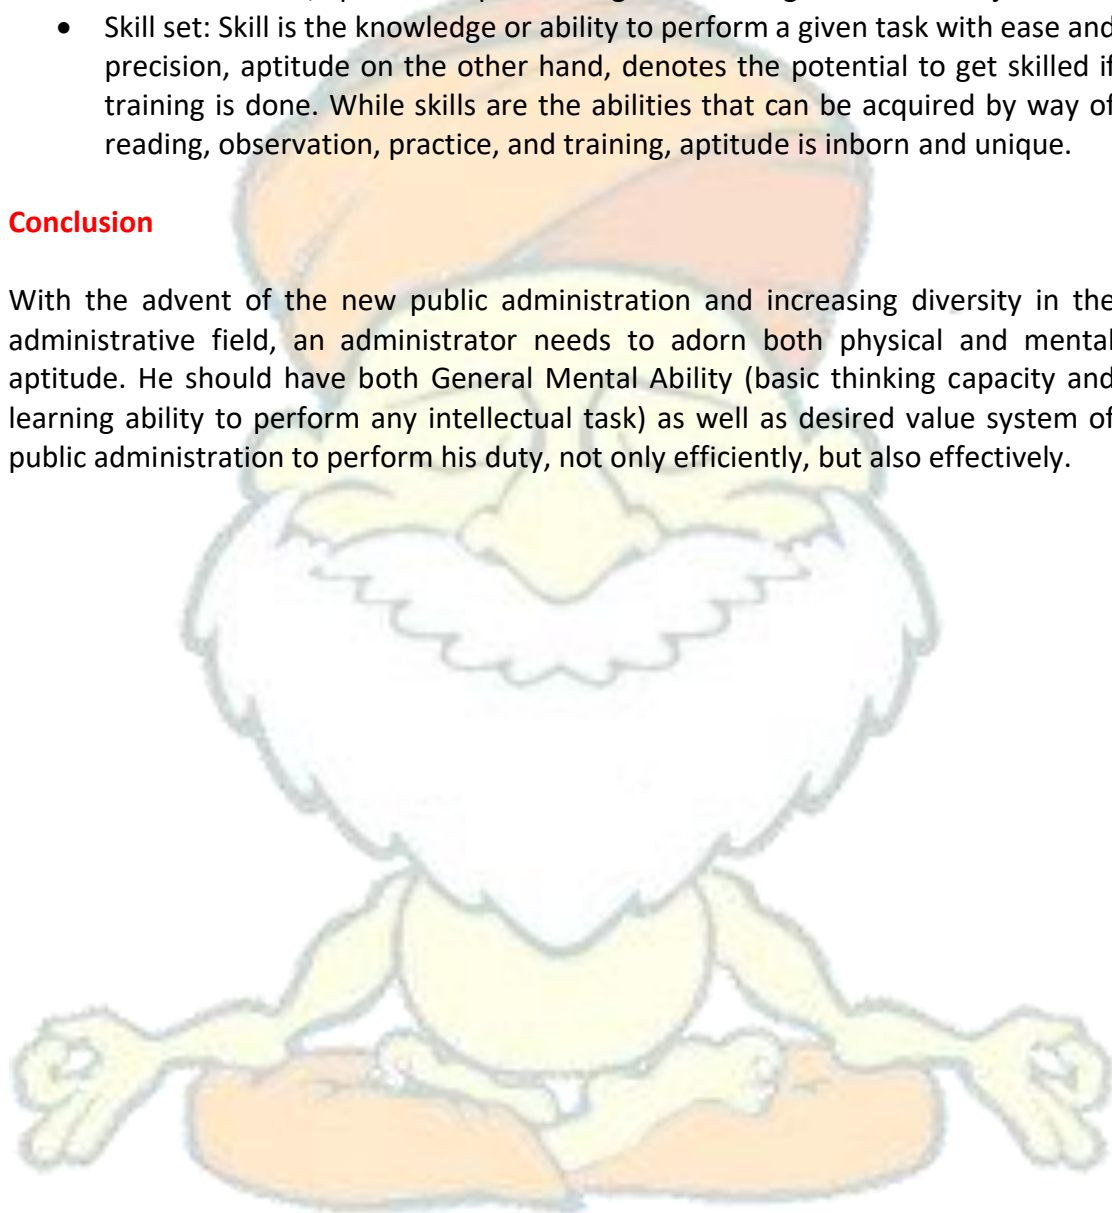 • Skill set: Skill is the knowledge or ability to perform a given task with ease and
precision, aptitude on the other hand, denotes the potential to get skilled if
training is done. While skills are the abilities that can be acquired by way of
reading, observation, practice, and training, aptitude is inborn and unique.
Conclusion
With the advent of the new public administration and increasing diversity in the
administrative field, an administrator needs to adorn both physical and mental
aptitude. He should have both General Mental Ability (basic thinking capacity and
learning ability to perform any intellectual task) as well as desired value system of
public administration to perform his duty, not only efficiently, but also effectively.